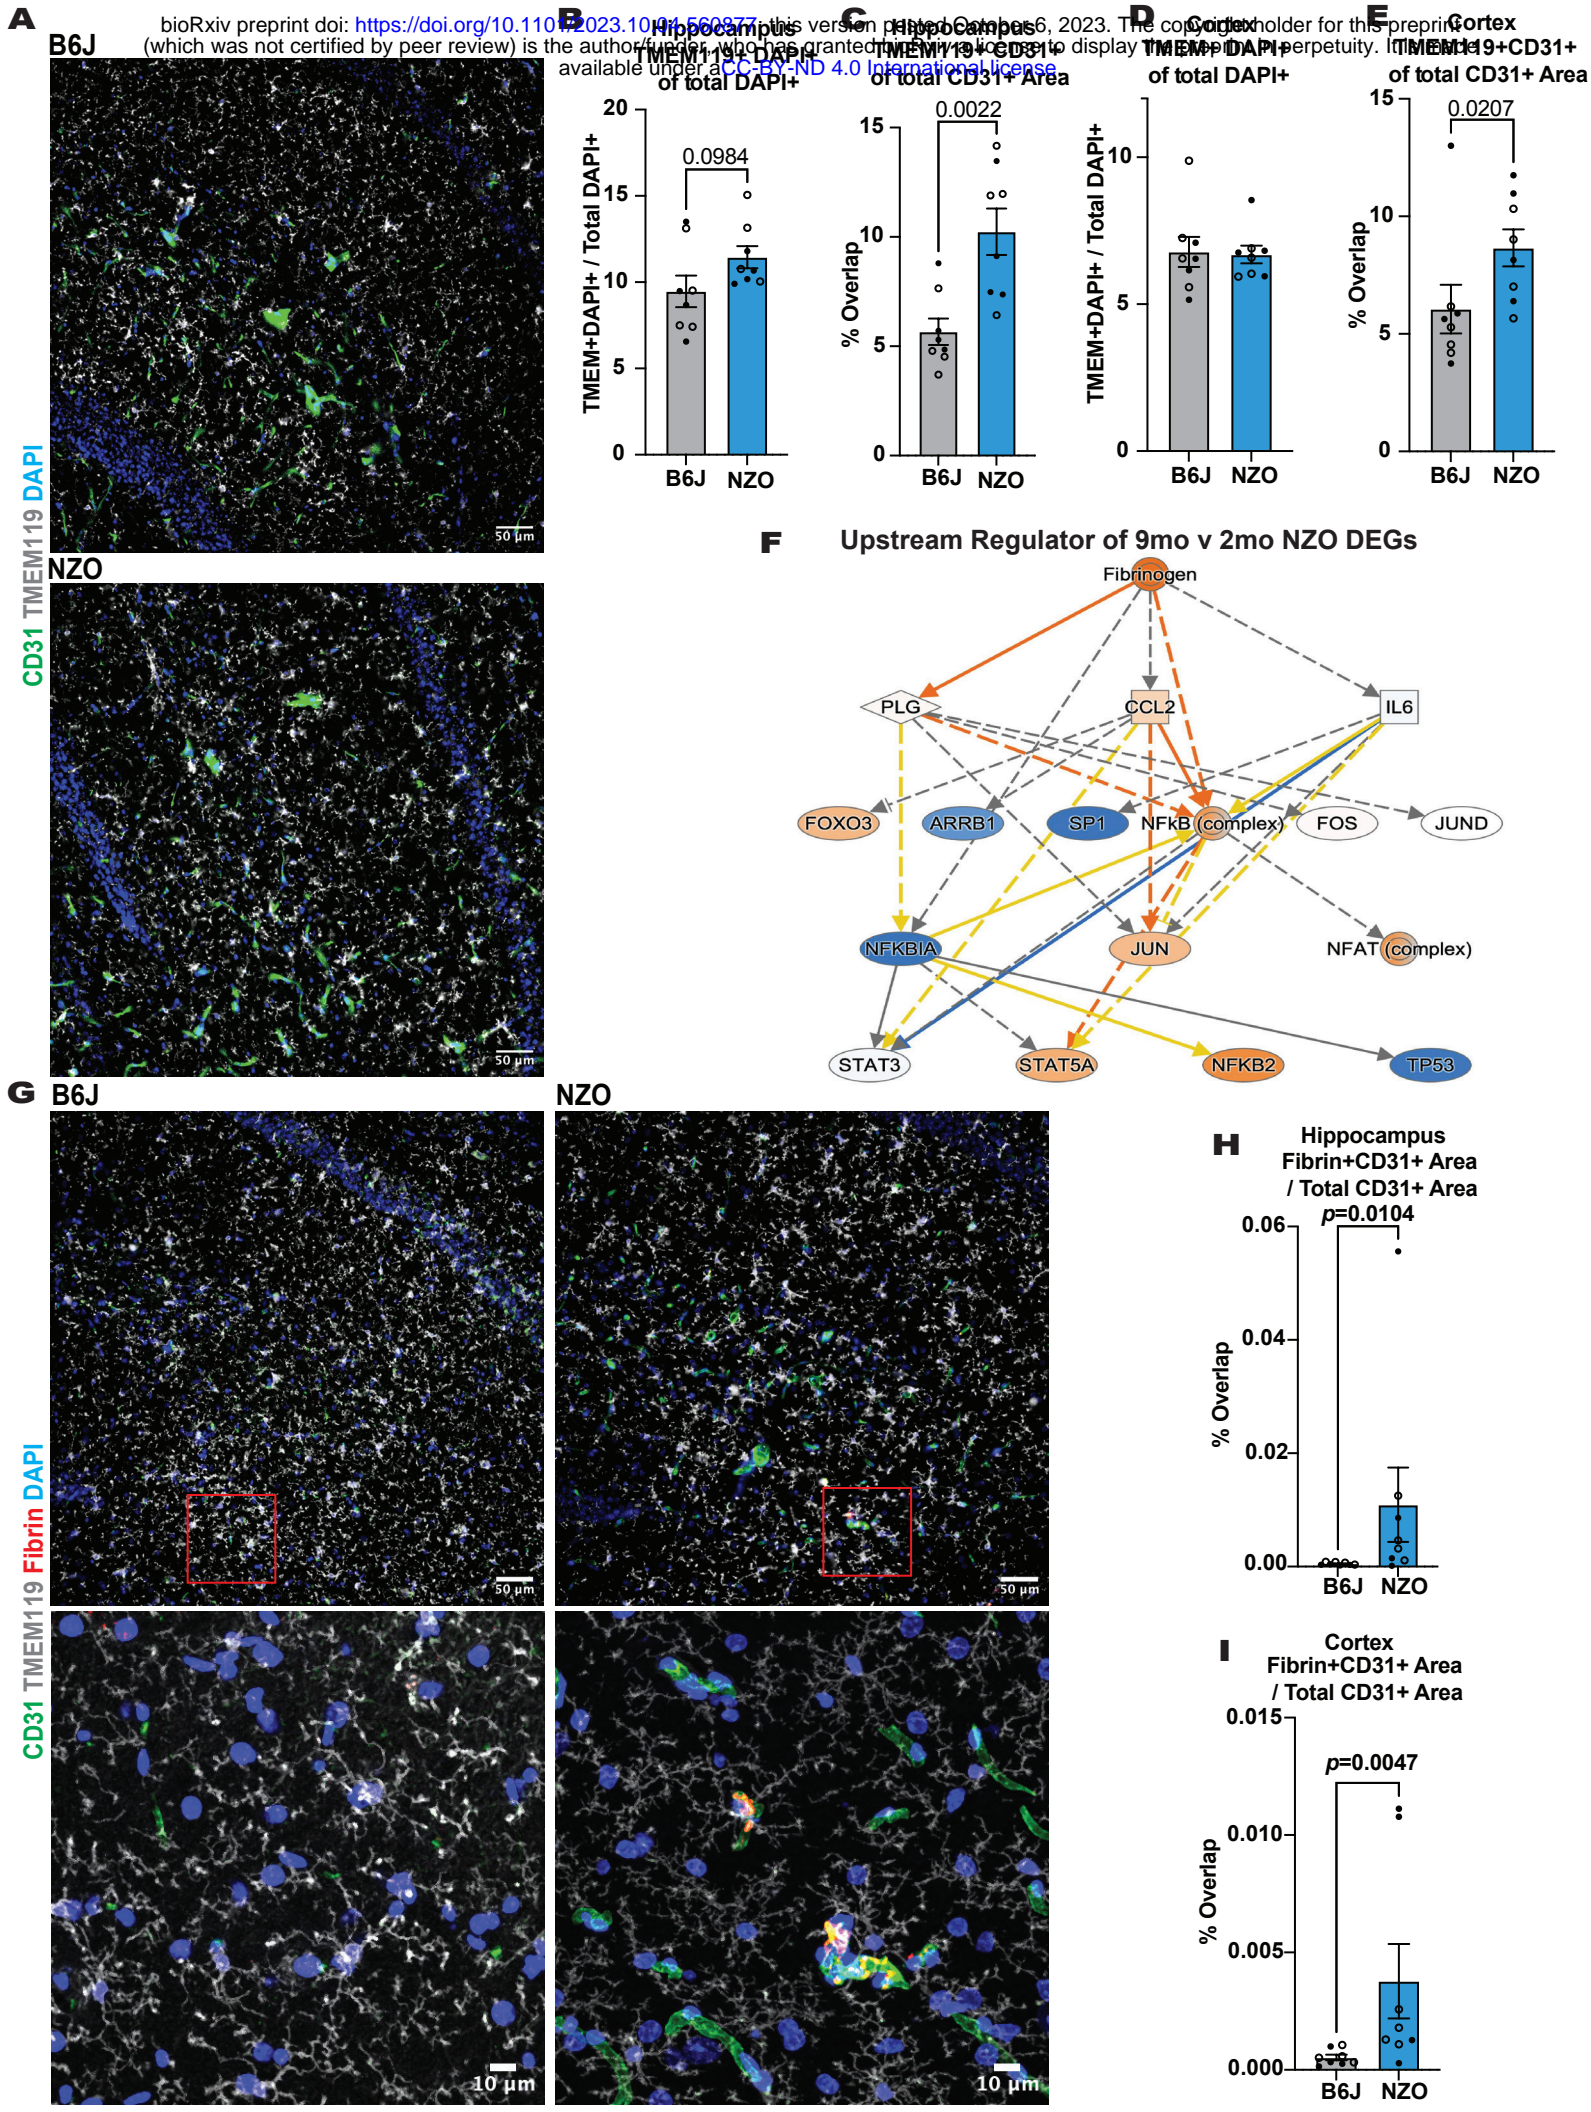 bioRxiv preprint doi: https://doi.org/10.1101/2023.10.04.560877; this version posted October 6, 2023. The copyright holder for this preprint
(which was not certified by peer review) is the author/funder, who has granted bioRxiv a license to display the preprint in perpetuity. It is made
available under aCC-BY-ND 4.0 International license.
A
B6J
50 µm
NZO
50 µm
CD31 TMEM119 DAPI
B
Hippocampus
TMEM119+ DAPI+
of total DAPI+
TMEM+DAPI+ / Total DAPI+
20
15
10
5
0
0.0984
B6J NZO
C
Hippocampus
TMEM119+ CD31+
of total CD31+ Area
% Overlap
15
10
5
0
0.0022
B6J NZO
D
Cortex
TMEM+ DAPI+
of total DAPI+
TMEM+DAPI+ / Total DAPI+
10
5
0
B6J NZO
E
Cortex
TMEM119+CD31+
of total CD31+ Area
% Overlap
15
10
5
0
0.0207
B6J NZO
F
Upstream Regulator of 9mo v 2mo NZO DEGs
Fibrinogen
PLG CCL2 IL6
FOXO3 ARRB1 SP1 NFkB (complex) FOS JUND
NFKBIA JUN NFAT (complex)
STAT3 STAT5A NFKB2 TP53
G
B6J NZO
50 µm 50 µm
10 µm 10 µm
CD31 TMEM119 Fibrin DAPI
H
Hippocampus
Fibrin+CD31+ Area
/ Total CD31+ Area
p=0.0104
% Overlap
0.06
0.04
0.02
0.00
B6J NZO
I
Cortex
Fibrin+CD31+ Area
/ Total CD31+ Area
p=0.0047
% Overlap
0.015
0.010
0.005
0.000
B6J NZO